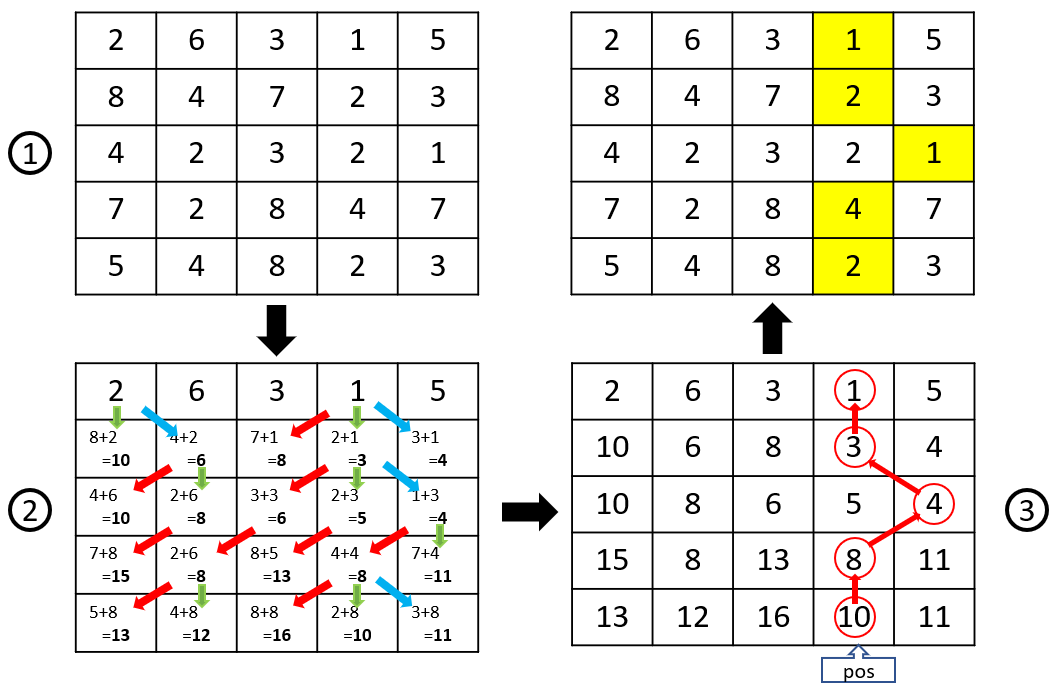 2 6 3 1 5
8 4 7 2 3
4 2 3 2 1
7 2 8 4 7
5 4 8 2 3
1
2 6 3 1 5
8 4 7 2 3
4 2 3 2 1
7 2 8 4 7
5 4 8 2 3
2 6 3 1 5
8+2 4+2 7+1 2+1 3+1
=10 =6 =8 =3 =4
4+6 2+6 3+3 2+3 1+3
=10 =8 =6 =5 =4
7+8 2+6 8+5 4+4 7+4
=15 =8 =13 =8 =11
5+8 4+8 8+8 2+8 3+8
=13 =12 =16 =10 =11
2
2 6 3 1 5
10 6 8 3 4
10 8 6 5 4
15 8 13 8 11
13 12 16 10 11
3
pos